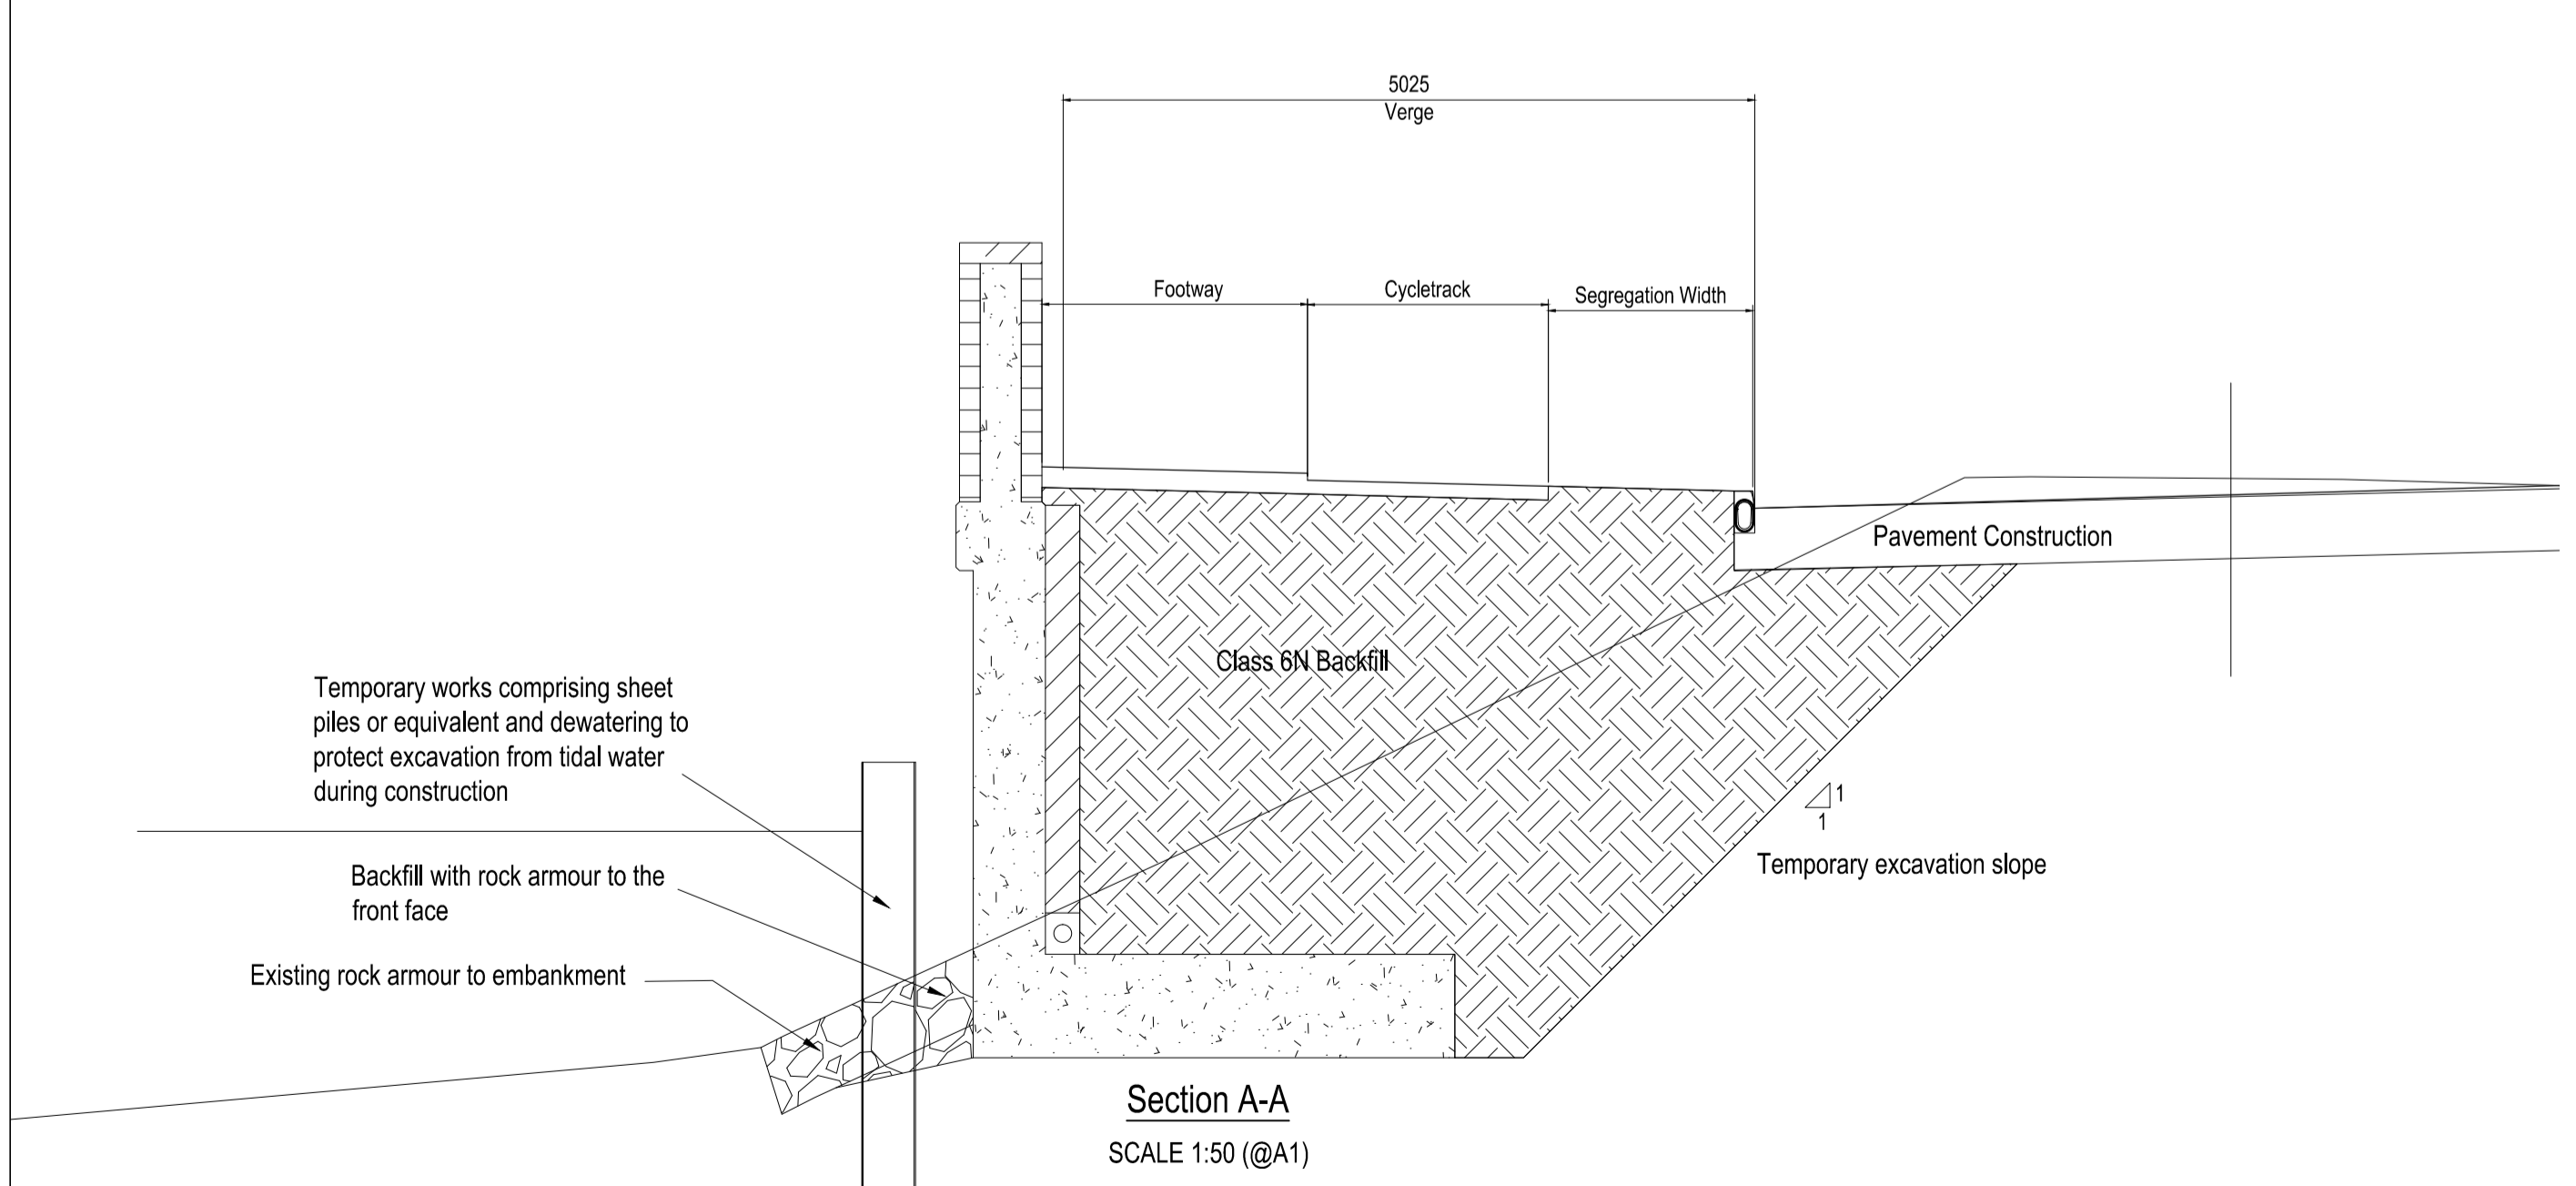 5025
Verge
Footway
Cycletrack
Segregation Width
Pavement Construction
Class 6N Backfill
Temporary works comprising sheet
piles or equivalent and dewatering to
protect excavation from tidal water
during construction
1
1
Temporary excavation slope
Backfill with rock armour to the
front face
Existing rock armour to embankment
Section A-A
SCALE 1:50 (@A1)